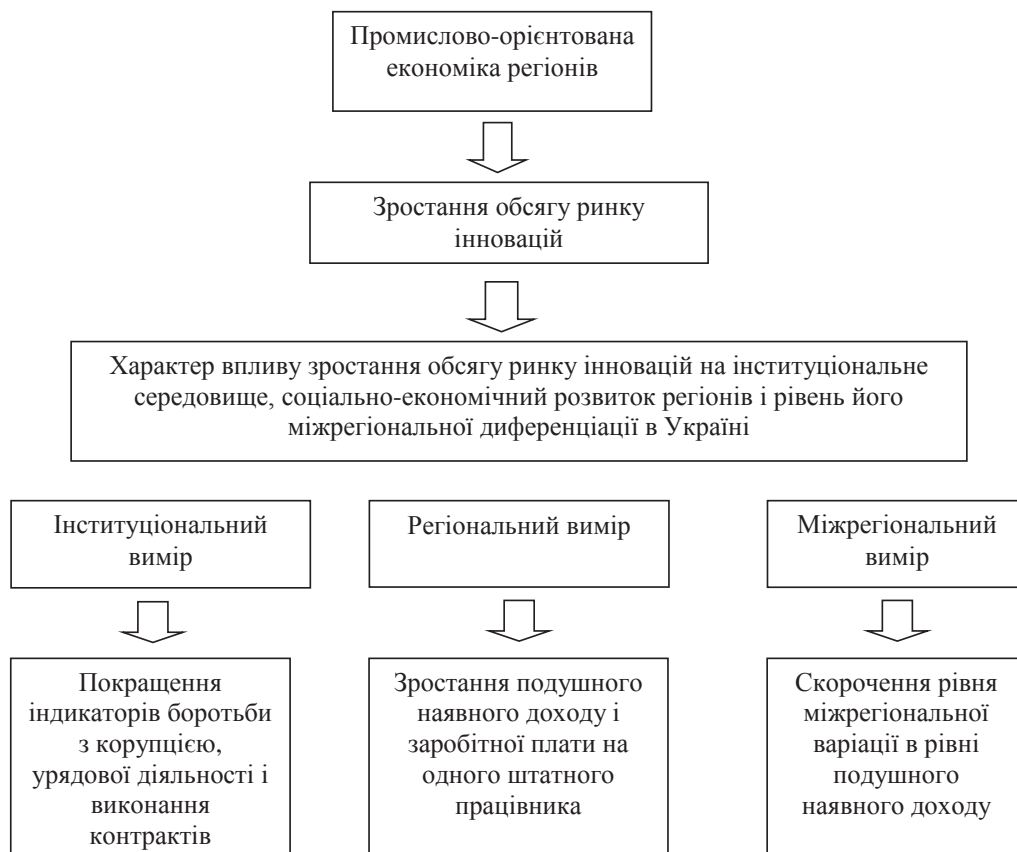 Промислово-орієнтована
економіка регіонів
Зростання обсягу ринку
інновацій
Характер впливу зростання обсягу ринку інновацій на інституціональне
середовище, соціально-економічний розвиток регіонів і рівень його
міжрегіональної диференціації в Україні
Інституціональний
вимір
Регіональний вимір
Міжрегіональний
вимір
Покращення
індикаторів боротьби
з корупцією,
урядової діяльності і
виконання
контрактів
Зростання подушного
наявного доходу і
заробітної плати на
одного штатного
працівника
Скорочення рівня
міжрегіональної
варіації в рівні
подушного
наявного доходу